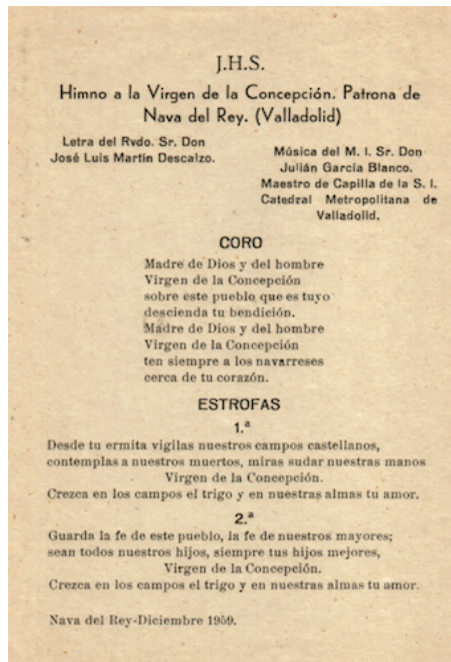 J.H.S.
Himno a la Virgen de la Concepción. Patrona de
Nava del Rey. (Valladolid)
Letra del Rvdo. Sr. Don
José Luis Martín Descalzo.
Música del M. I. Sr. Don
Julián García Blanco.
Maestro de Capilla de la S. I.
Catedral Metropolitana de
Valladolid.
CORO
Madre de Dios y del hombre
Virgen de la Concepción
sobre este pueblo que es tuyo
descienda tu bendición.
Madre de Dios y del hombre
Virgen de la Concepción
ten siempre a los navarreses
cerca de tu corazón.
ESTROFAS
1.ª
Desde tu ermita vigilas nuestros campos castellanos,
contemplas a nuestros muertos, miras sudar nuestras manos
Virgen de la Concepción.
Crezca en los campos el trigo y en nuestras almas tu amor.
2.ª
Guarda la fe de este pueblo, la fe de nuestros mayores;
sean todos nuestros hijos, siempre tus hijos mejores,
Virgen de la Concepción.
Crezca en los campos el trigo y en nuestras almas tu amor.
Nava del Rey-Diciembre 1959.